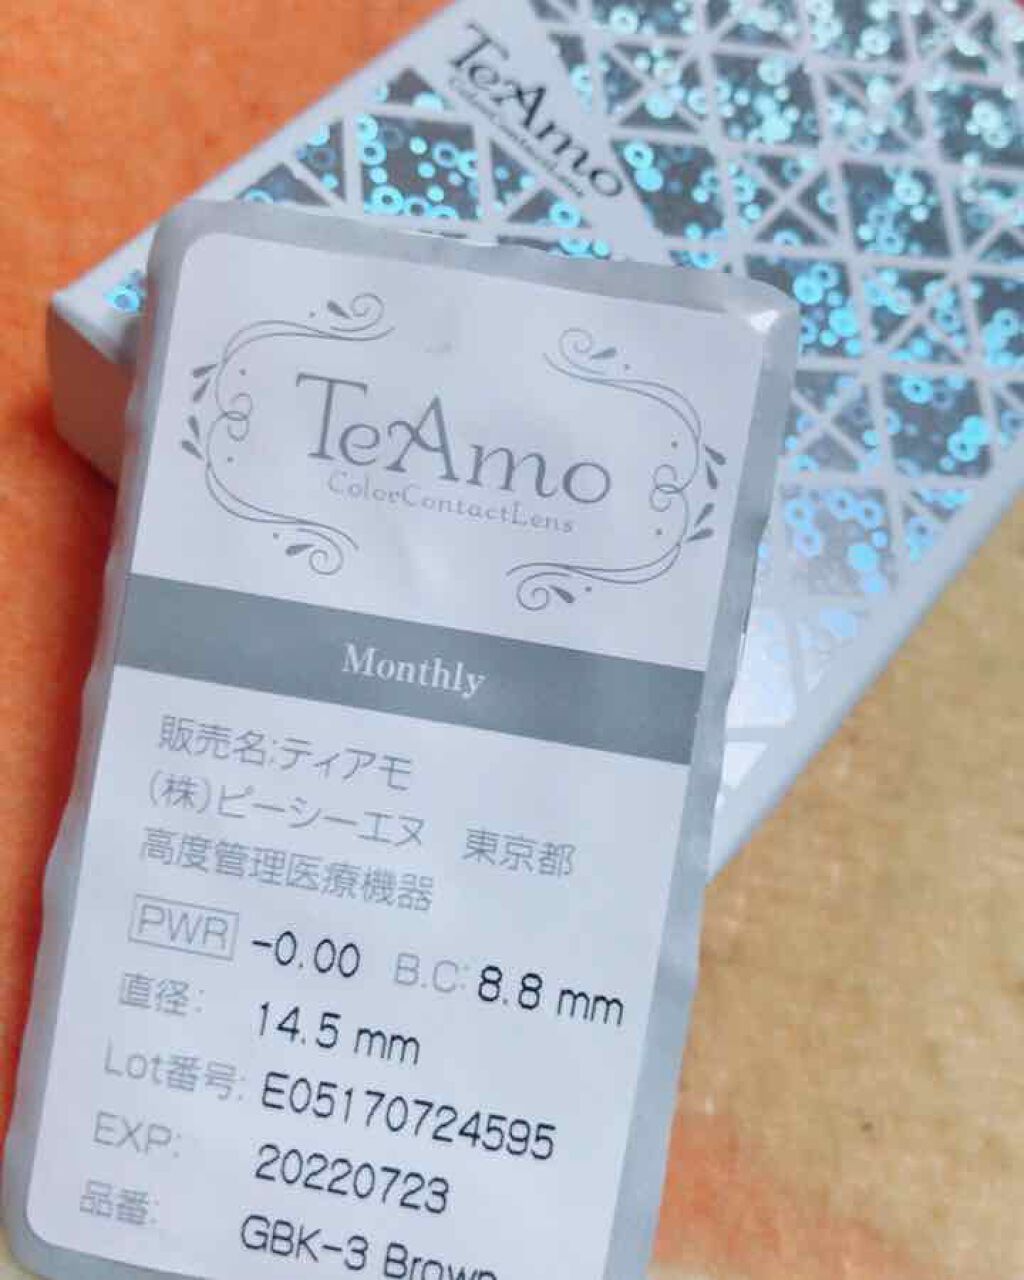 TeAmo
ColorContactLens
TeAmo
ColorContactLens
Monthly
販売名:ティアモ
(株)ピーシーエヌ 東京都
高度管理医療機器
PWR -0.00 B.C: 8.8 mm
直径: 14.5 mm
Lot番号: E05170724595
EXP: 20220723
品番: GBK-3 Brown